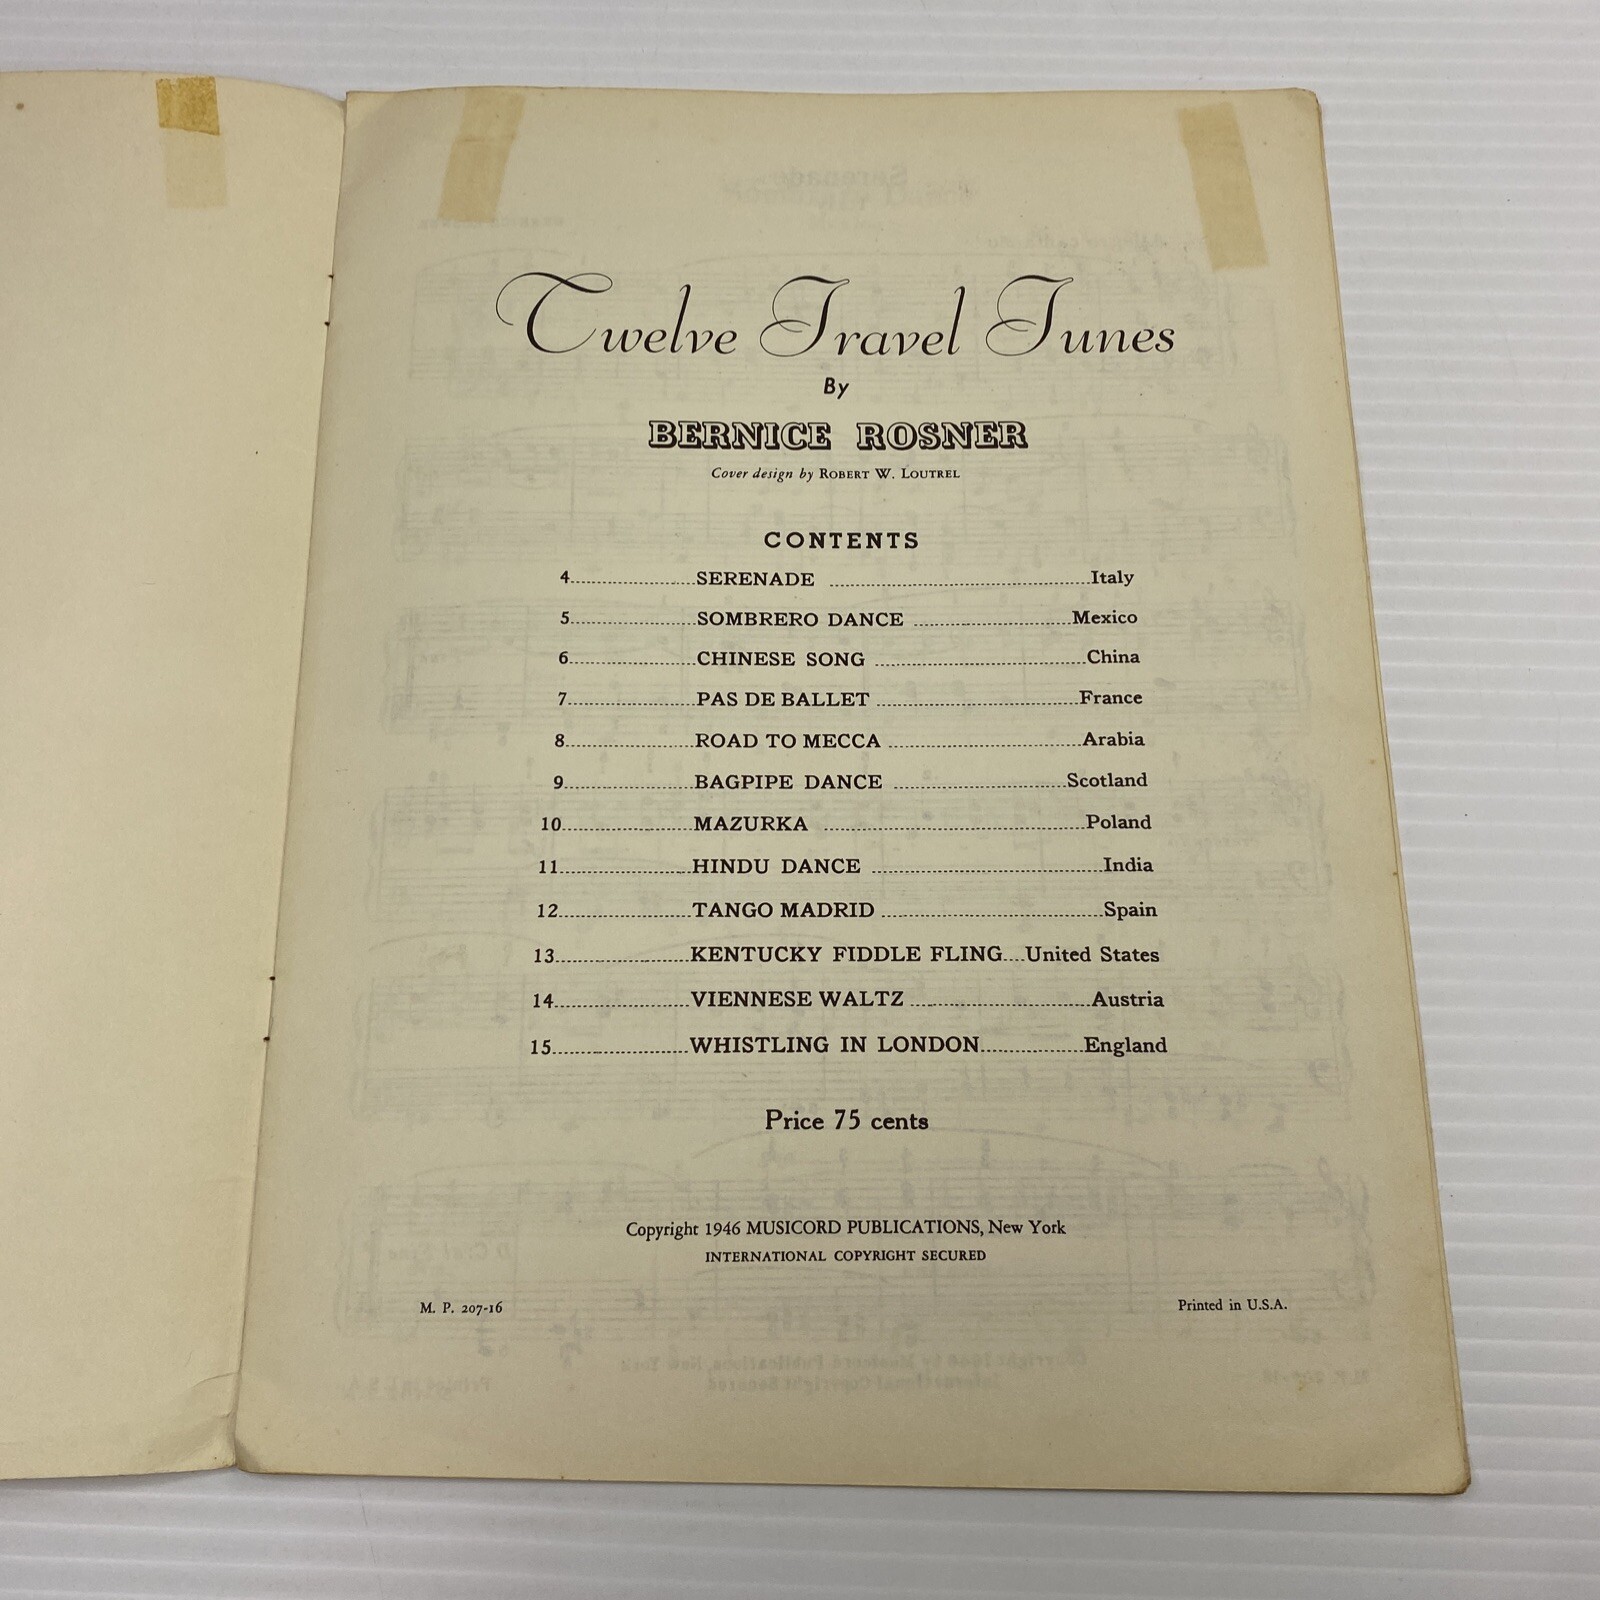 Twelve Travel Tunes
By
BERNICE ROSNER
Cover design by ROBERT W. LOUTREL
CONTENTS
4 SERENADE Italy
5 SOMBRERO DANCE Mexico
6 CHINESE SONG China
7 PAS DE BALLET France
8 ROAD TO MECCA Arabia
9 BAGPIPE DANCE Scotland
10 MAZURKA Poland
11 HINDU DANCE India
12 TANGO MADRID Spain
13 KENTUCKY FIDDLE FLING United States
14 VIENNESE WALTZ Austria
15 WHISTLING IN LONDON England
Price 75 cents
Copyright 1946 MUSICORD PUBLICATIONS, New York
INTERNATIONAL COPYRIGHT SECURED
M. P. 207-16 Printed in U.S.A.